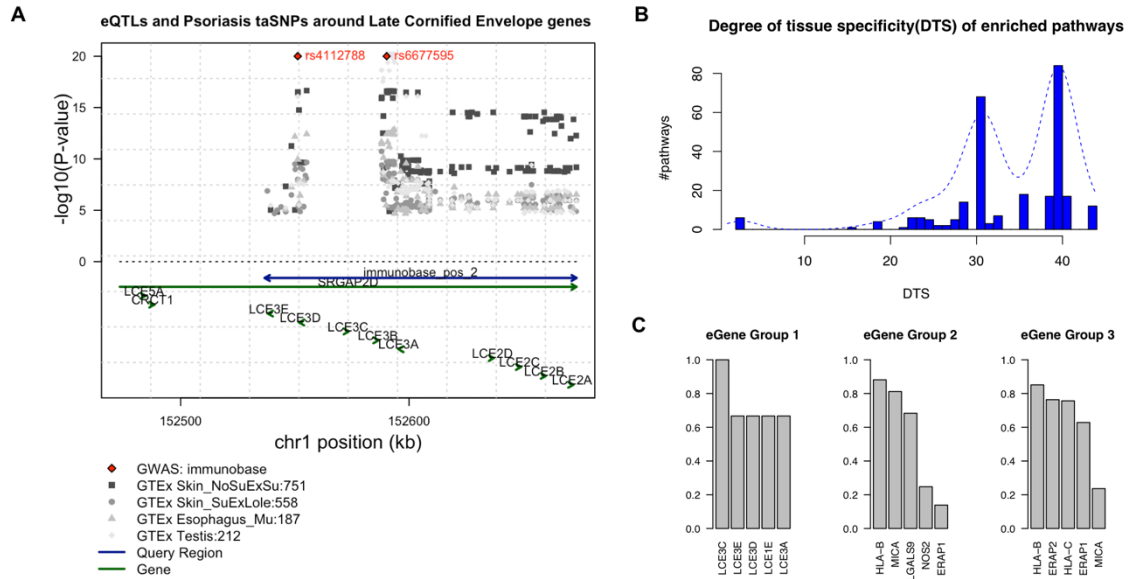 A
eQTLs and Psoriasis taSNPs around Late Cornified Envelope genes
20
15
10
5
0
-log10(P-value)
rs4112788
rs6677595
immunobase_pos_2
SRGAP2D
LCE5A
CRCT1
LCE3E
LCE3D
LCE3C
LCE3B
LCE3A
LCE2D
LCE2C
LCE2B
LCE2A
152500
152600
chr1 position (kb)
GWAS: immunobase
GTEx Skin_NoSuExSu:751
GTEx Skin_SuExLole:558
GTEx Esophagus_Mu:187
GTEx Testis:212
Query Region
Gene
B
Degree of tissue specificity(DTS) of enriched pathways
80
60
40
20
0
#pathways
10
20
30
40
DTS
C
eGene Group 1
1.0
0.8
0.6
0.4
0.2
0.0
LCE3C
LCE3E
LCE3D
LCE1E
LCE3A
eGene Group 2
1.0
0.8
0.6
0.4
0.2
0.0
HLA-B
MICA
LGALS9
NOS2
ERAP1
eGene Group 3
1.0
0.8
0.6
0.4
0.2
0.0
HLA-B
ERAP2
HLA-C
ERAP1
MICA